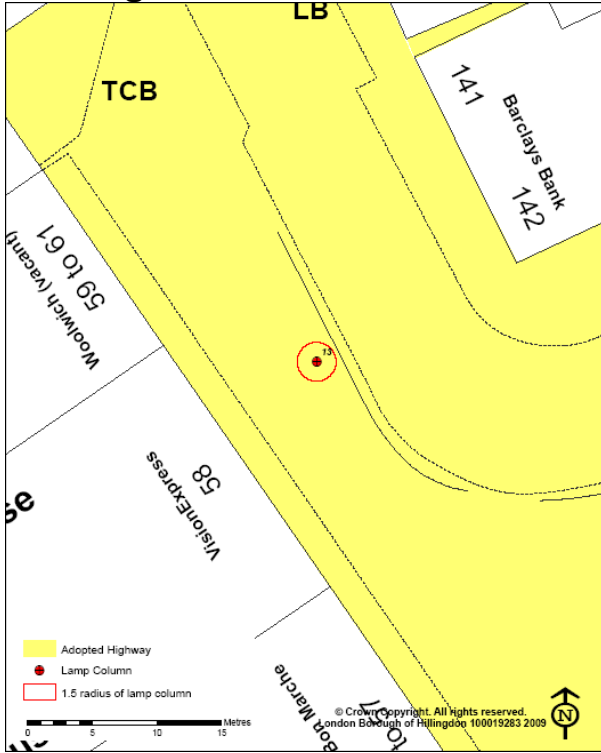 LB
TCB
141
Barclays Bank
142
59 to 61
Woolwich (vacant)
13
58
VisionExpress
se
Adopted Highway
Lamp Column
1.5 radius of lamp column
0 5 10 15 Metres
Bon Marche
to 57
© Crown Copyright. All rights reserved.
London Borough of Hillingdon 100019283 2009
N